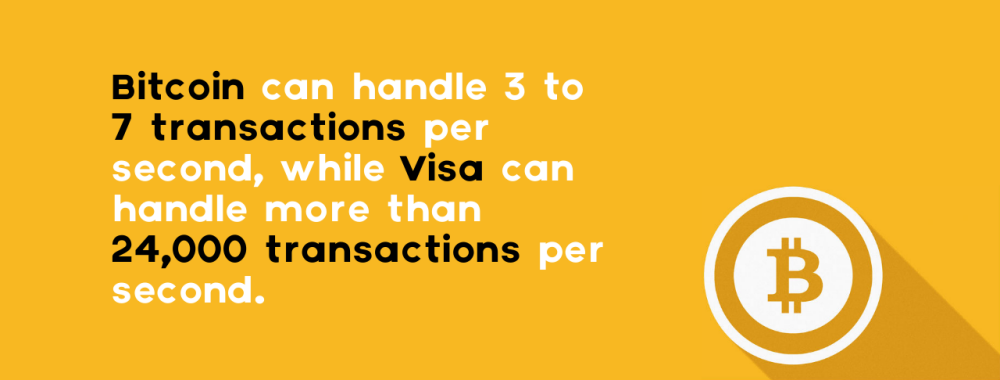 Bitcoin can handle 3 to
7 transactions per
second, while Visa can
handle more than
24,000 transactions per
second.